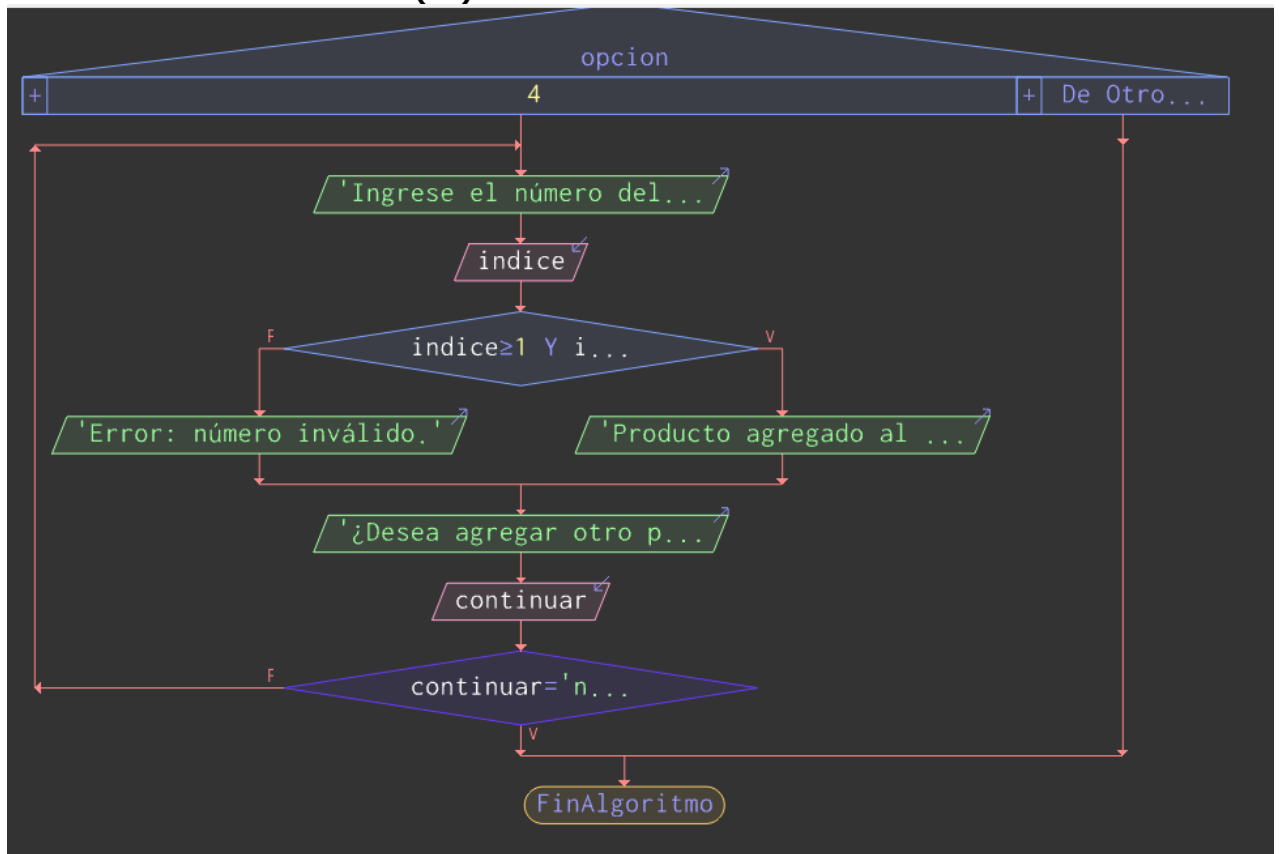 opcion
+ 4 + De Otro...
'Ingrese el número del...
indice
F V
indice≥1 Y i...
'Error: número inválido.' 'Producto agregado al ...
'¿Desea agregar otro p...
continuar
F
continuar='n...
V
FinAlgoritmo